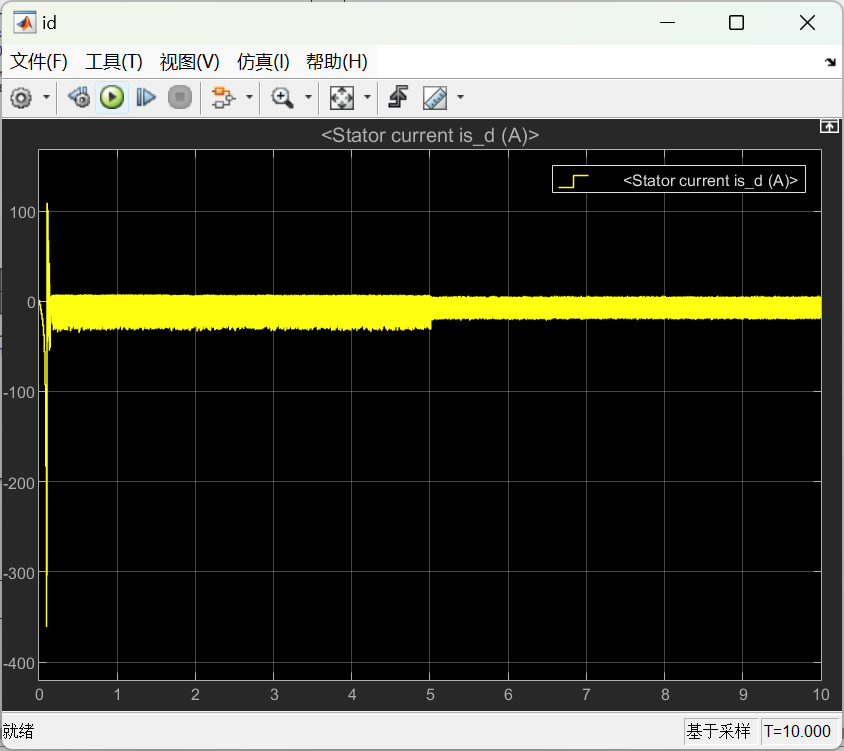 id
文件(F) 工具(T) 视图(V) 仿真(I) 帮助(H)
<Stator current is_d (A)>
<Stator current is_d (A)>
100
0
-100
-200
-300
-400
0 1 2 3 4 5 6 7 8 9 10
就绪 基于采样 T=10.000